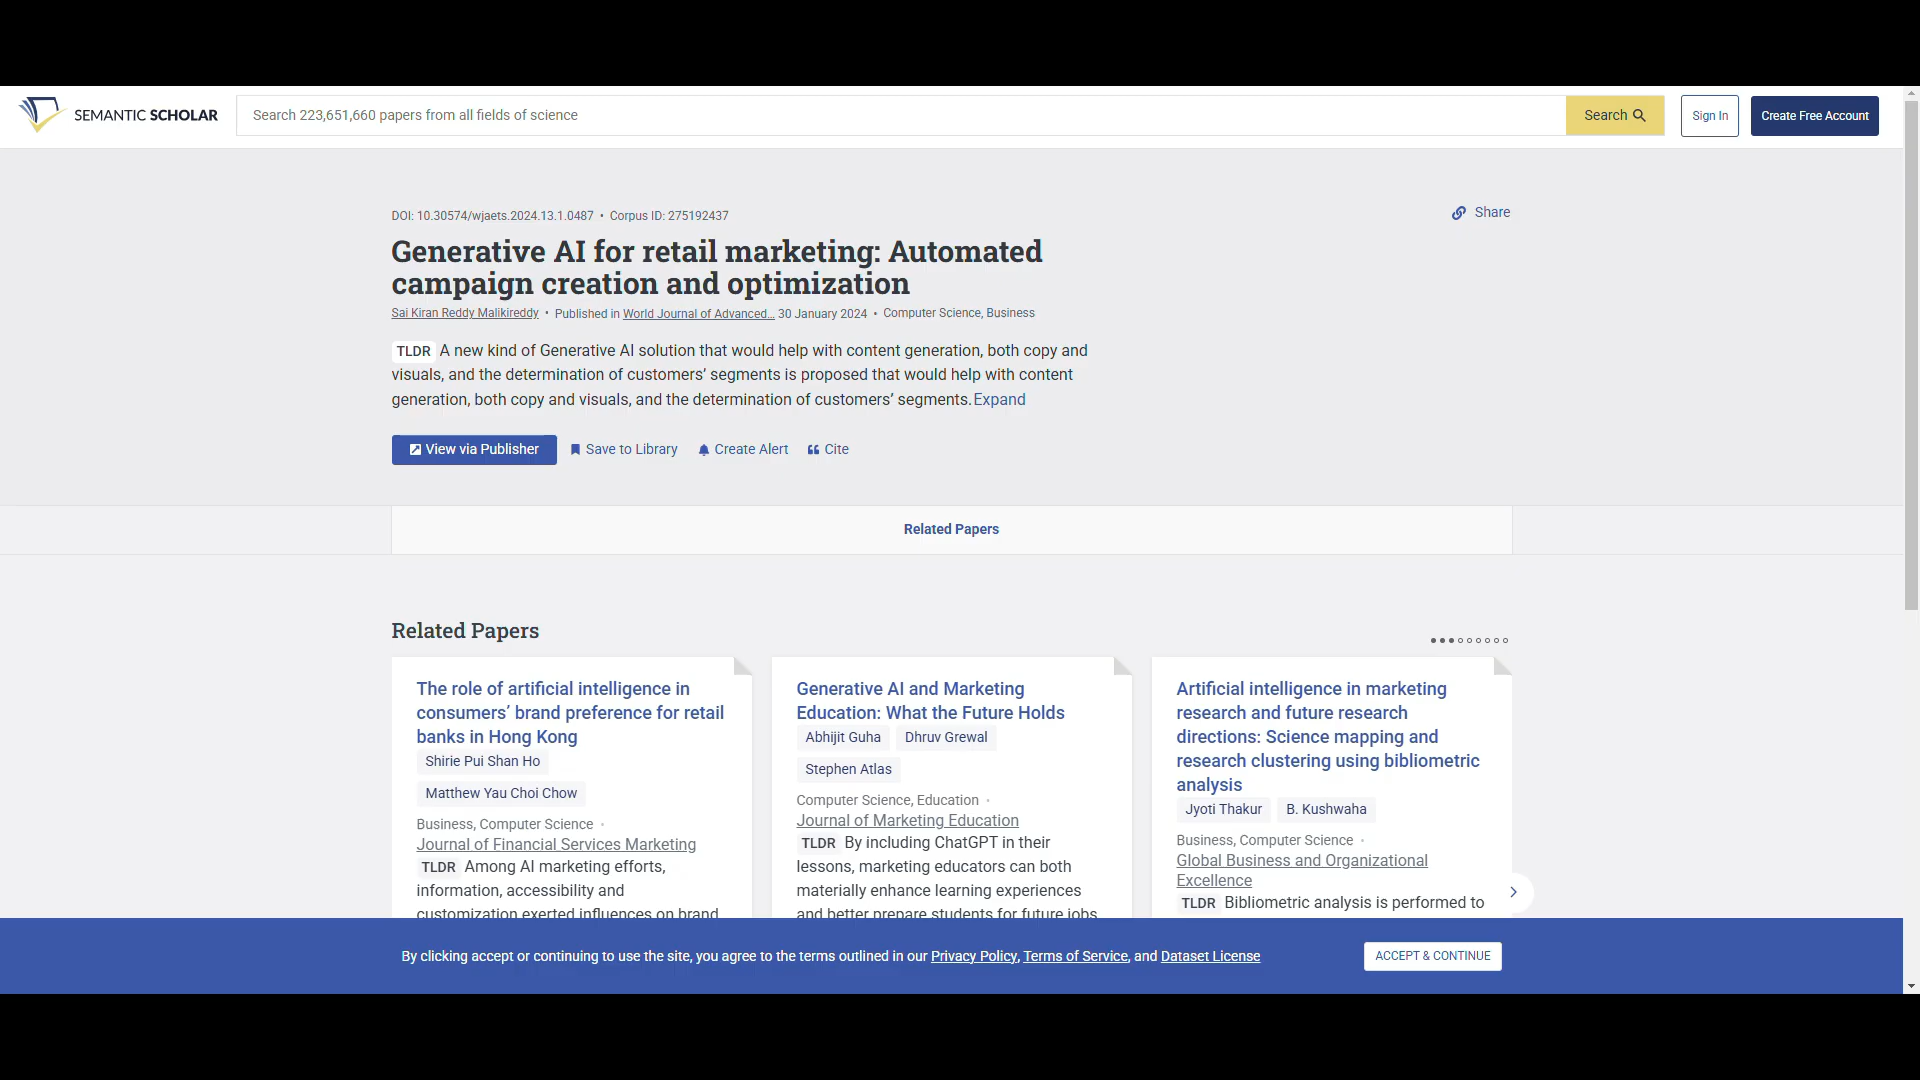 SEMANTIC SCHOLAR
Search 223,651,660 papers from all fields of science
Search
Sign In
Create Free Account
DOI: 10.30574/wjaets.2024.13.1.0487 • Corpus ID: 275192437
Share
Generative AI for retail marketing: Automated
campaign creation and optimization
Sai Kiran Reddy Malikireddy • Published in World Journal of Advanced… 30 January 2024 • Computer Science, Business
TLDR A new kind of Generative AI solution that would help with content generation, both copy and
visuals, and the determination of customers’ segments is proposed that would help with content
generation, both copy and visuals, and the determination of customers’ segments. Expand
View via Publisher
Save to Library
Create Alert
Cite
Related Papers
Related Papers
The role of artificial intelligence in
consumers’ brand preference for retail
banks in Hong Kong
Shirie Pui Shan Ho
Matthew Yau Choi Chow
Business, Computer Science •
Journal of Financial Services Marketing
TLDR Among AI marketing efforts,
information, accessibility and
customization exerted influences on brand
Generative AI and Marketing
Education: What the Future Holds
Abhijit Guha Dhruv Grewal
Stephen Atlas
Computer Science, Education •
Journal of Marketing Education
TLDR By including ChatGPT in their
lessons, marketing educators can both
materially enhance learning experiences
and better prepare students for future jobs
Artificial intelligence in marketing
research and future research
directions: Science mapping and
research clustering using bibliometric
analysis
Jyoti Thakur B. Kushwaha
Business, Computer Science •
Global Business and Organizational
Excellence
TLDR Bibliometric analysis is performed to
By clicking accept or continuing to use the site, you agree to the terms outlined in our Privacy Policy, Terms of Service, and Dataset License
ACCEPT & CONTINUE